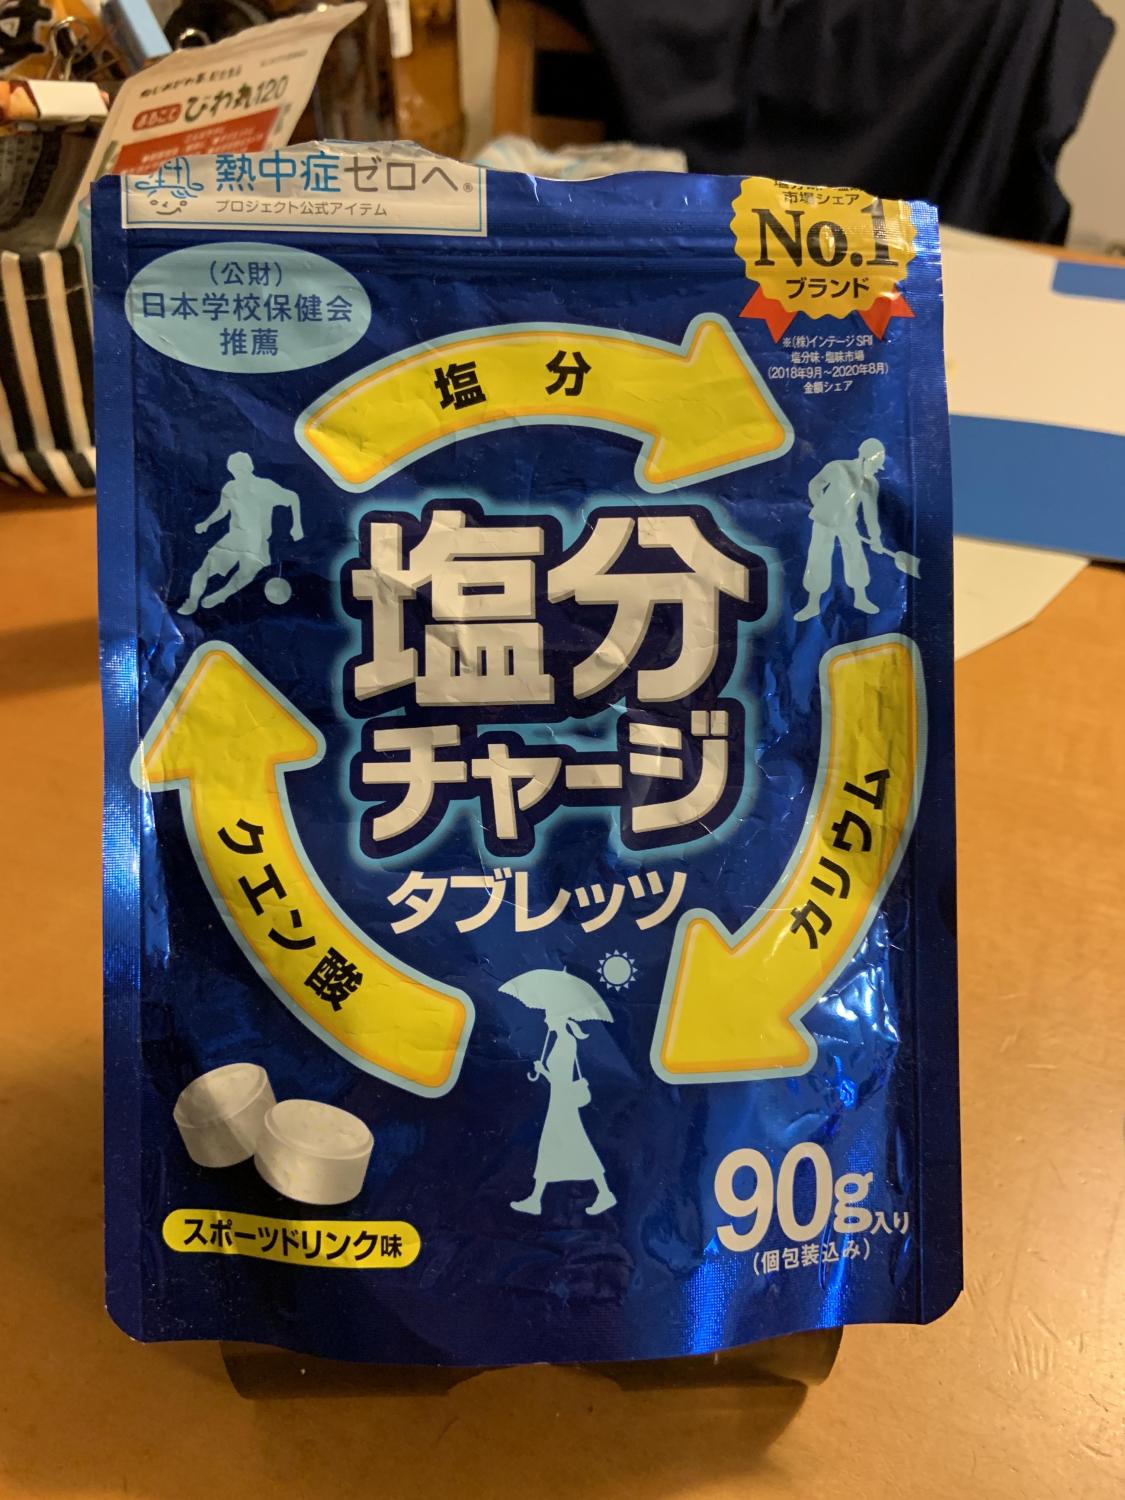 まるごと
びわ丸120
熱中症ゼロへ®
プロジェクト公式アイテム
市場シェア
No.1
ブランド
※(株)インテージSRI
塩分味・塩味市場
(2018年9月~2020年8月)
金額シェア
(公財)
日本学校保健会
推薦
塩 分
塩分
チャージ
タブレッツ
カリウム
クエン酸
スポーツドリンク味
90g入り
(個包装込み)